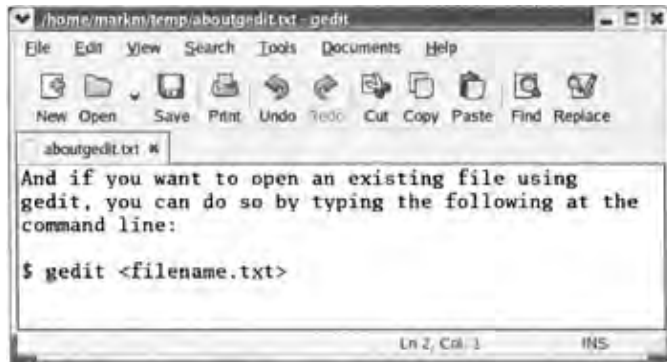 /home/markm/temp/aboutgedit.txt - gedit
File Edit View Search Tools Documents Help
New Open Save Print Undo Redo Cut Copy Paste Find Replace
aboutgedit.txt
And if you want to open an existing file using
gedit, you can do so by typing the following at the
command line:
$ gedit <filename.txt>
Ln 2, Col. 1 INS